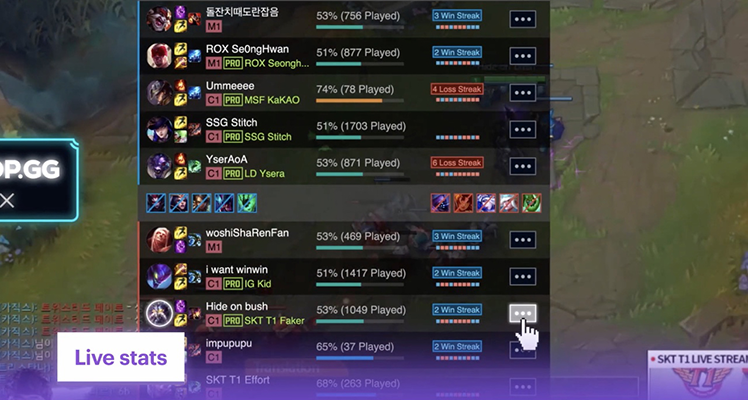 돌잔치때도란잡음 53% (756 Played) 3 Win Streak
M1
ROX Se0ngHwan 51% (877 Played) 2 Win Streak
M1 PRO ROX Seongh...
Ummeeee 74% (78 Played) 4 Loss Streak
C1 PRO MSF KaKAO
SSG Stitch 51% (1703 Played)
C1 PRO SSG Stitch
YserAoA 53% (871 Played) 6 Loss Streak
C1 PRO LD Ysera
OP.GG
woshiShaRenFan 53% (469 Played) 3 Win Streak
M1
i want winwin 51% (1417 Played) 2 Win Streak
C1 PRO IG Kid
Hide on bush 53% (1049 Played) 2 Win Streak
C1 PRO SKT T1 Faker
impupupu 65% (37 Played) 2 Win Streak
C1
Live stats
SKT T1 LIVE STREAM
SKT T1 Effort 68% (263 Played)